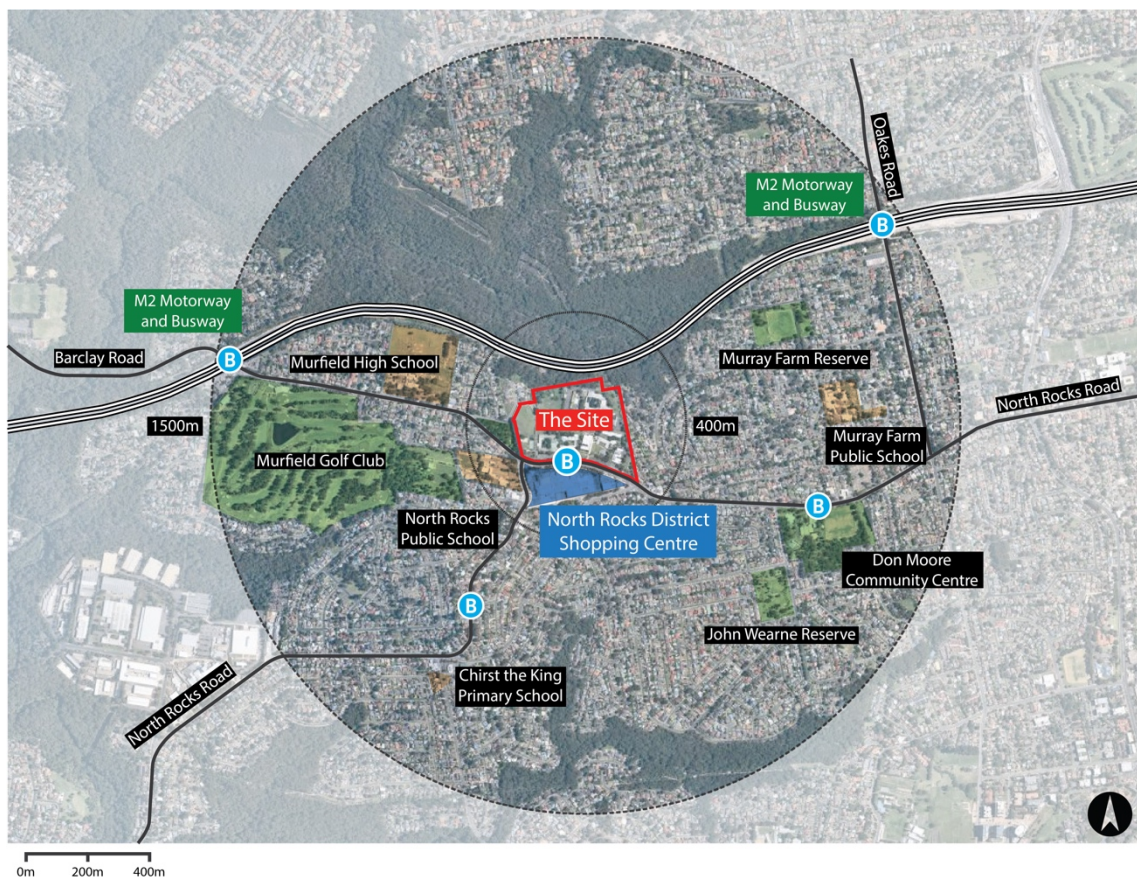 Oakes Road
M2 Motorway
and Busway
B
M2 Motorway
and Busway
Barclay Road
B
Murfield High School
Murray Farm Reserve
North Rocks Road
1500m
The Site
400m
Murfield Golf Club
B
Murray Farm
Public School
North Rocks
Public School
North Rocks District
Shopping Centre
B
Don Moore
Community Centre
B
John Wearne Reserve
Chirst the King
Primary School
North Rocks Road
0m
200m
400m